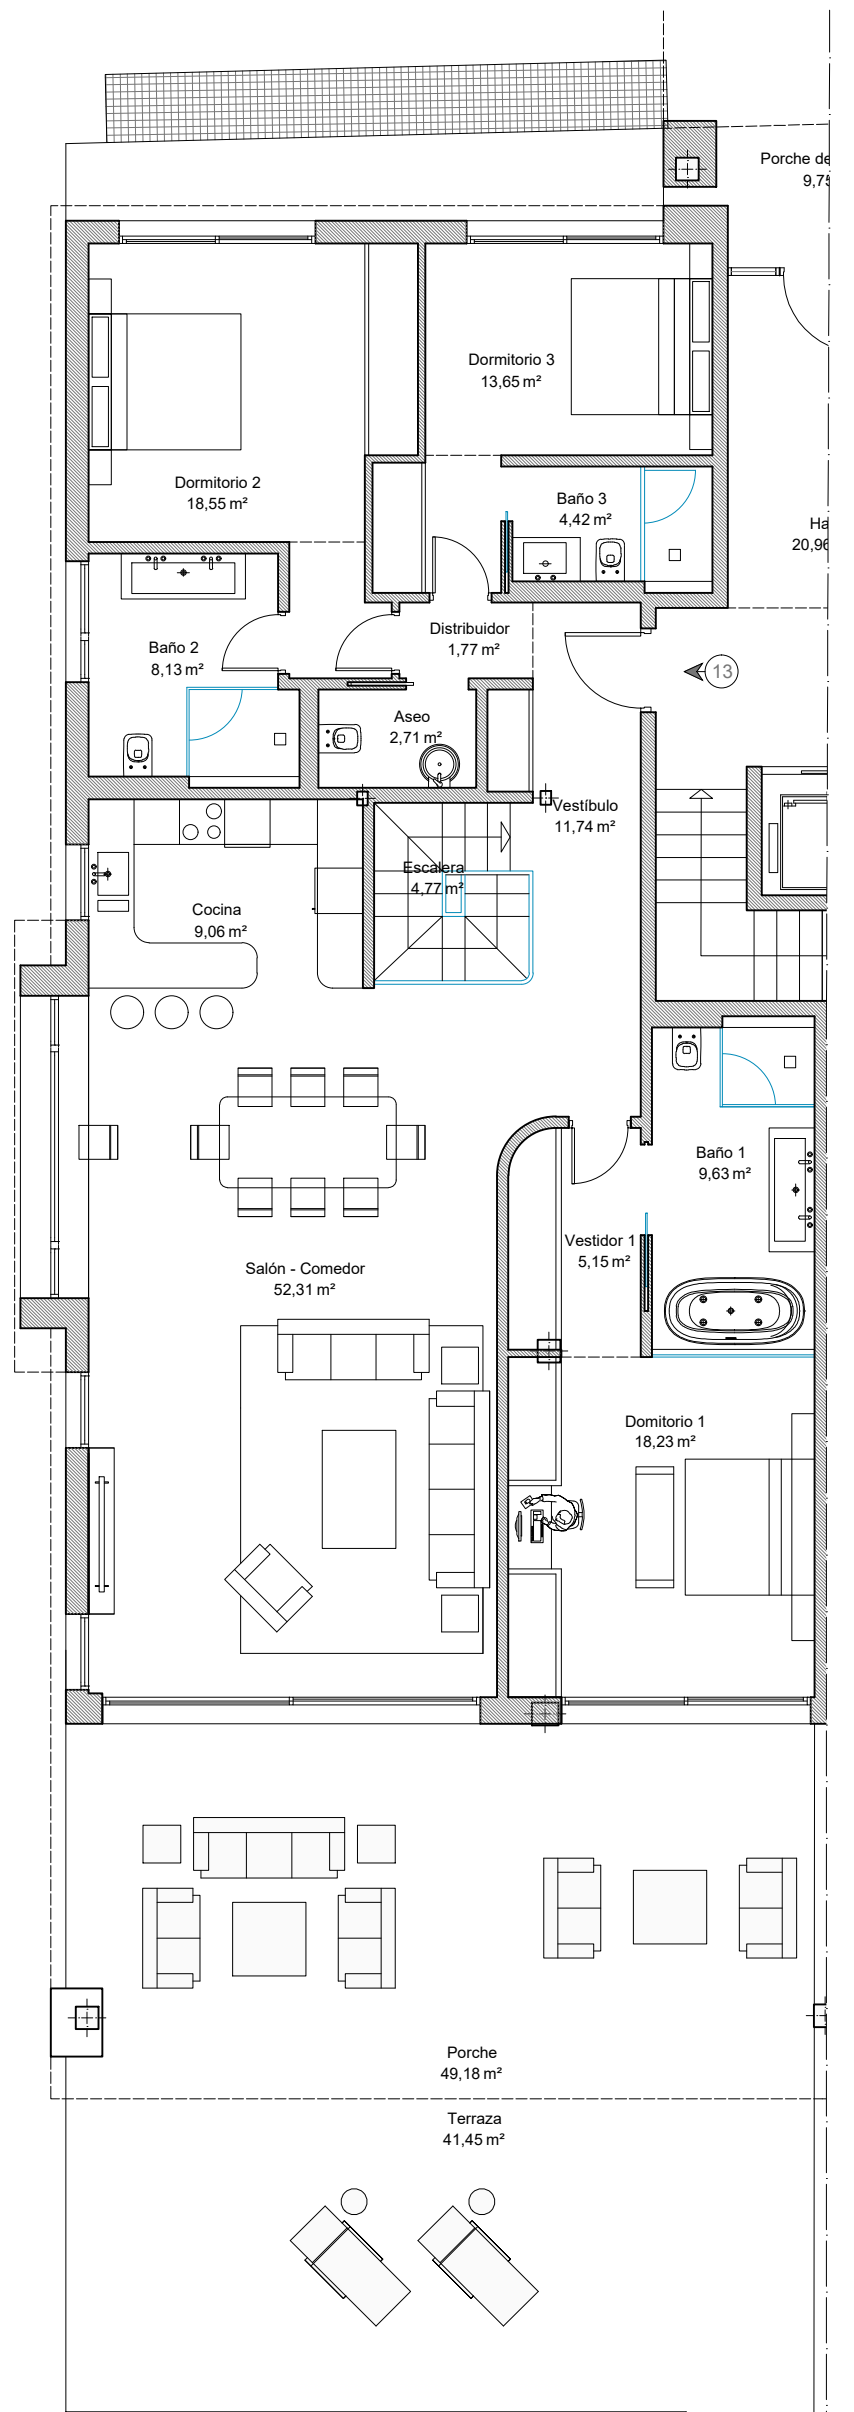 Porche de
9,75
Dormitorio 3
13,65 m²
Dormitorio 2
18,55 m²
Baño 3
4,42 m²
Ha
20,96
Distribuidor
1,77 m²
Baño 2
8,13 m²
13
Aseo
2,71 m²
Vestíbulo
11,74 m²
Escalera
4,77 m²
Cocina
9,06 m²
Baño 1
9,63 m²
Vestidor 1
5,15 m²
Salón - Comedor
52,31 m²
Domitorio 1
18,23 m²
Porche
49,18 m²
Terraza
41,45 m²